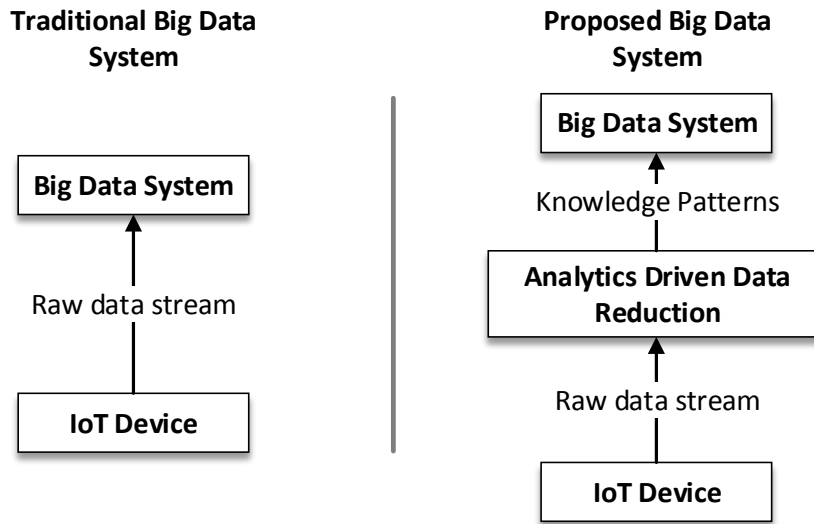 Traditional Big Data
System
Big Data System
Raw data stream
IoT Device
Proposed Big Data
System
Big Data System
Knowledge Patterns
Analytics Driven Data
Reduction
Raw data stream
IoT Device